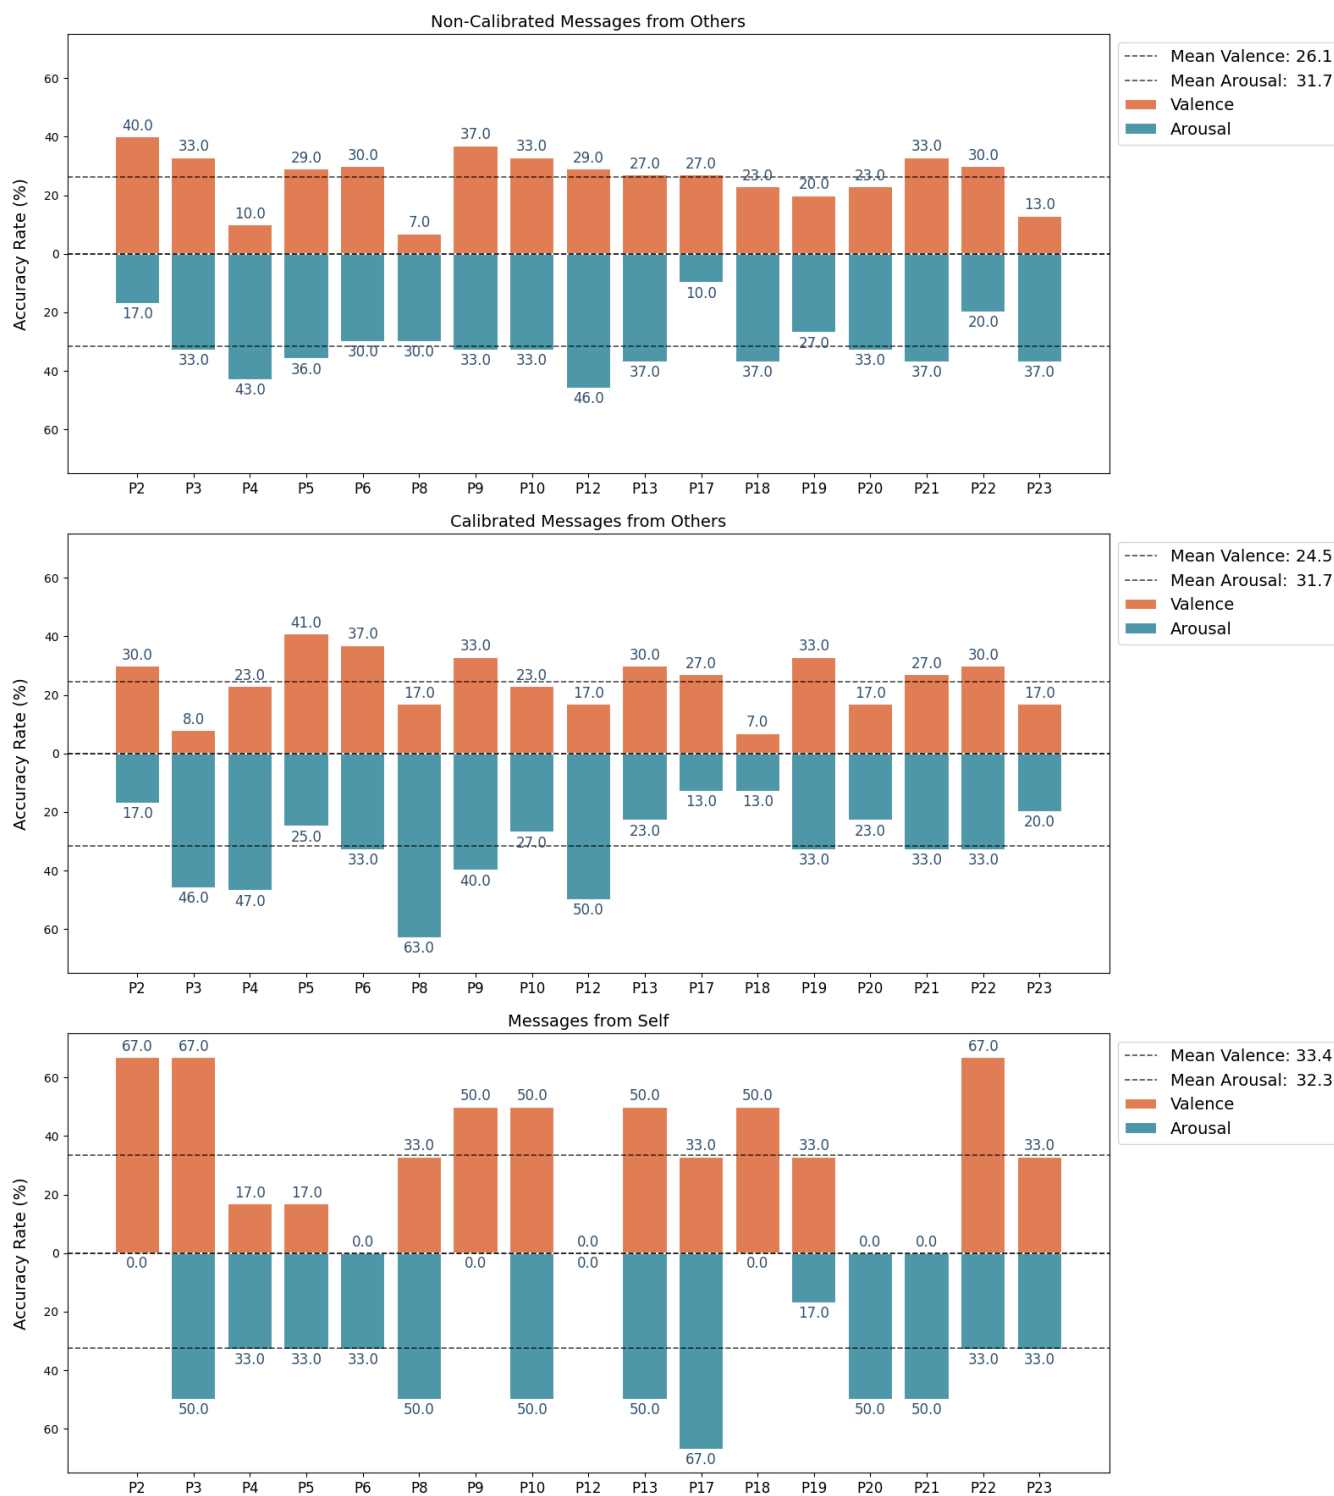 Non-Calibrated Messages from Others
Mean Valence: 26.1
Mean Arousal: 31.7
Valence
Arousal
Accuracy Rate (%)
60
40
20
0
20
40
60
40.0 33.0 10.0 29.0 30.0 7.0 37.0 33.0 29.0 27.0 27.0 23.0 20.0 23.0 33.0 30.0 13.0
17.0 33.0 43.0 36.0 30.0 30.0 33.0 33.0 46.0 37.0 10.0 37.0 27.0 33.0 37.0 20.0 37.0
P2 P3 P4 P5 P6 P8 P9 P10 P12 P13 P17 P18 P19 P20 P21 P22 P23
Calibrated Messages from Others
Mean Valence: 24.5
Mean Arousal: 31.7
Valence
Arousal
Accuracy Rate (%)
60
40
20
0
20
40
60
30.0 8.0 23.0 41.0 37.0 17.0 33.0 23.0 17.0 30.0 27.0 7.0 33.0 17.0 27.0 30.0 17.0
17.0 46.0 47.0 25.0 33.0 63.0 40.0 27.0 50.0 23.0 13.0 13.0 33.0 23.0 33.0 33.0 20.0
P2 P3 P4 P5 P6 P8 P9 P10 P12 P13 P17 P18 P19 P20 P21 P22 P23
Messages from Self
Mean Valence: 33.4
Mean Arousal: 32.3
Valence
Arousal
Accuracy Rate (%)
60
40
20
0
20
40
60
67.0 67.0 17.0 17.0 0.0 33.0 50.0 50.0 0.0 50.0 33.0 50.0 33.0 0.0 0.0 67.0 33.0
0.0 50.0 33.0 33.0 33.0 50.0 0.0 50.0 0.0 50.0 67.0 0.0 17.0 50.0 50.0 33.0 33.0
P2 P3 P4 P5 P6 P8 P9 P10 P12 P13 P17 P18 P19 P20 P21 P22 P23